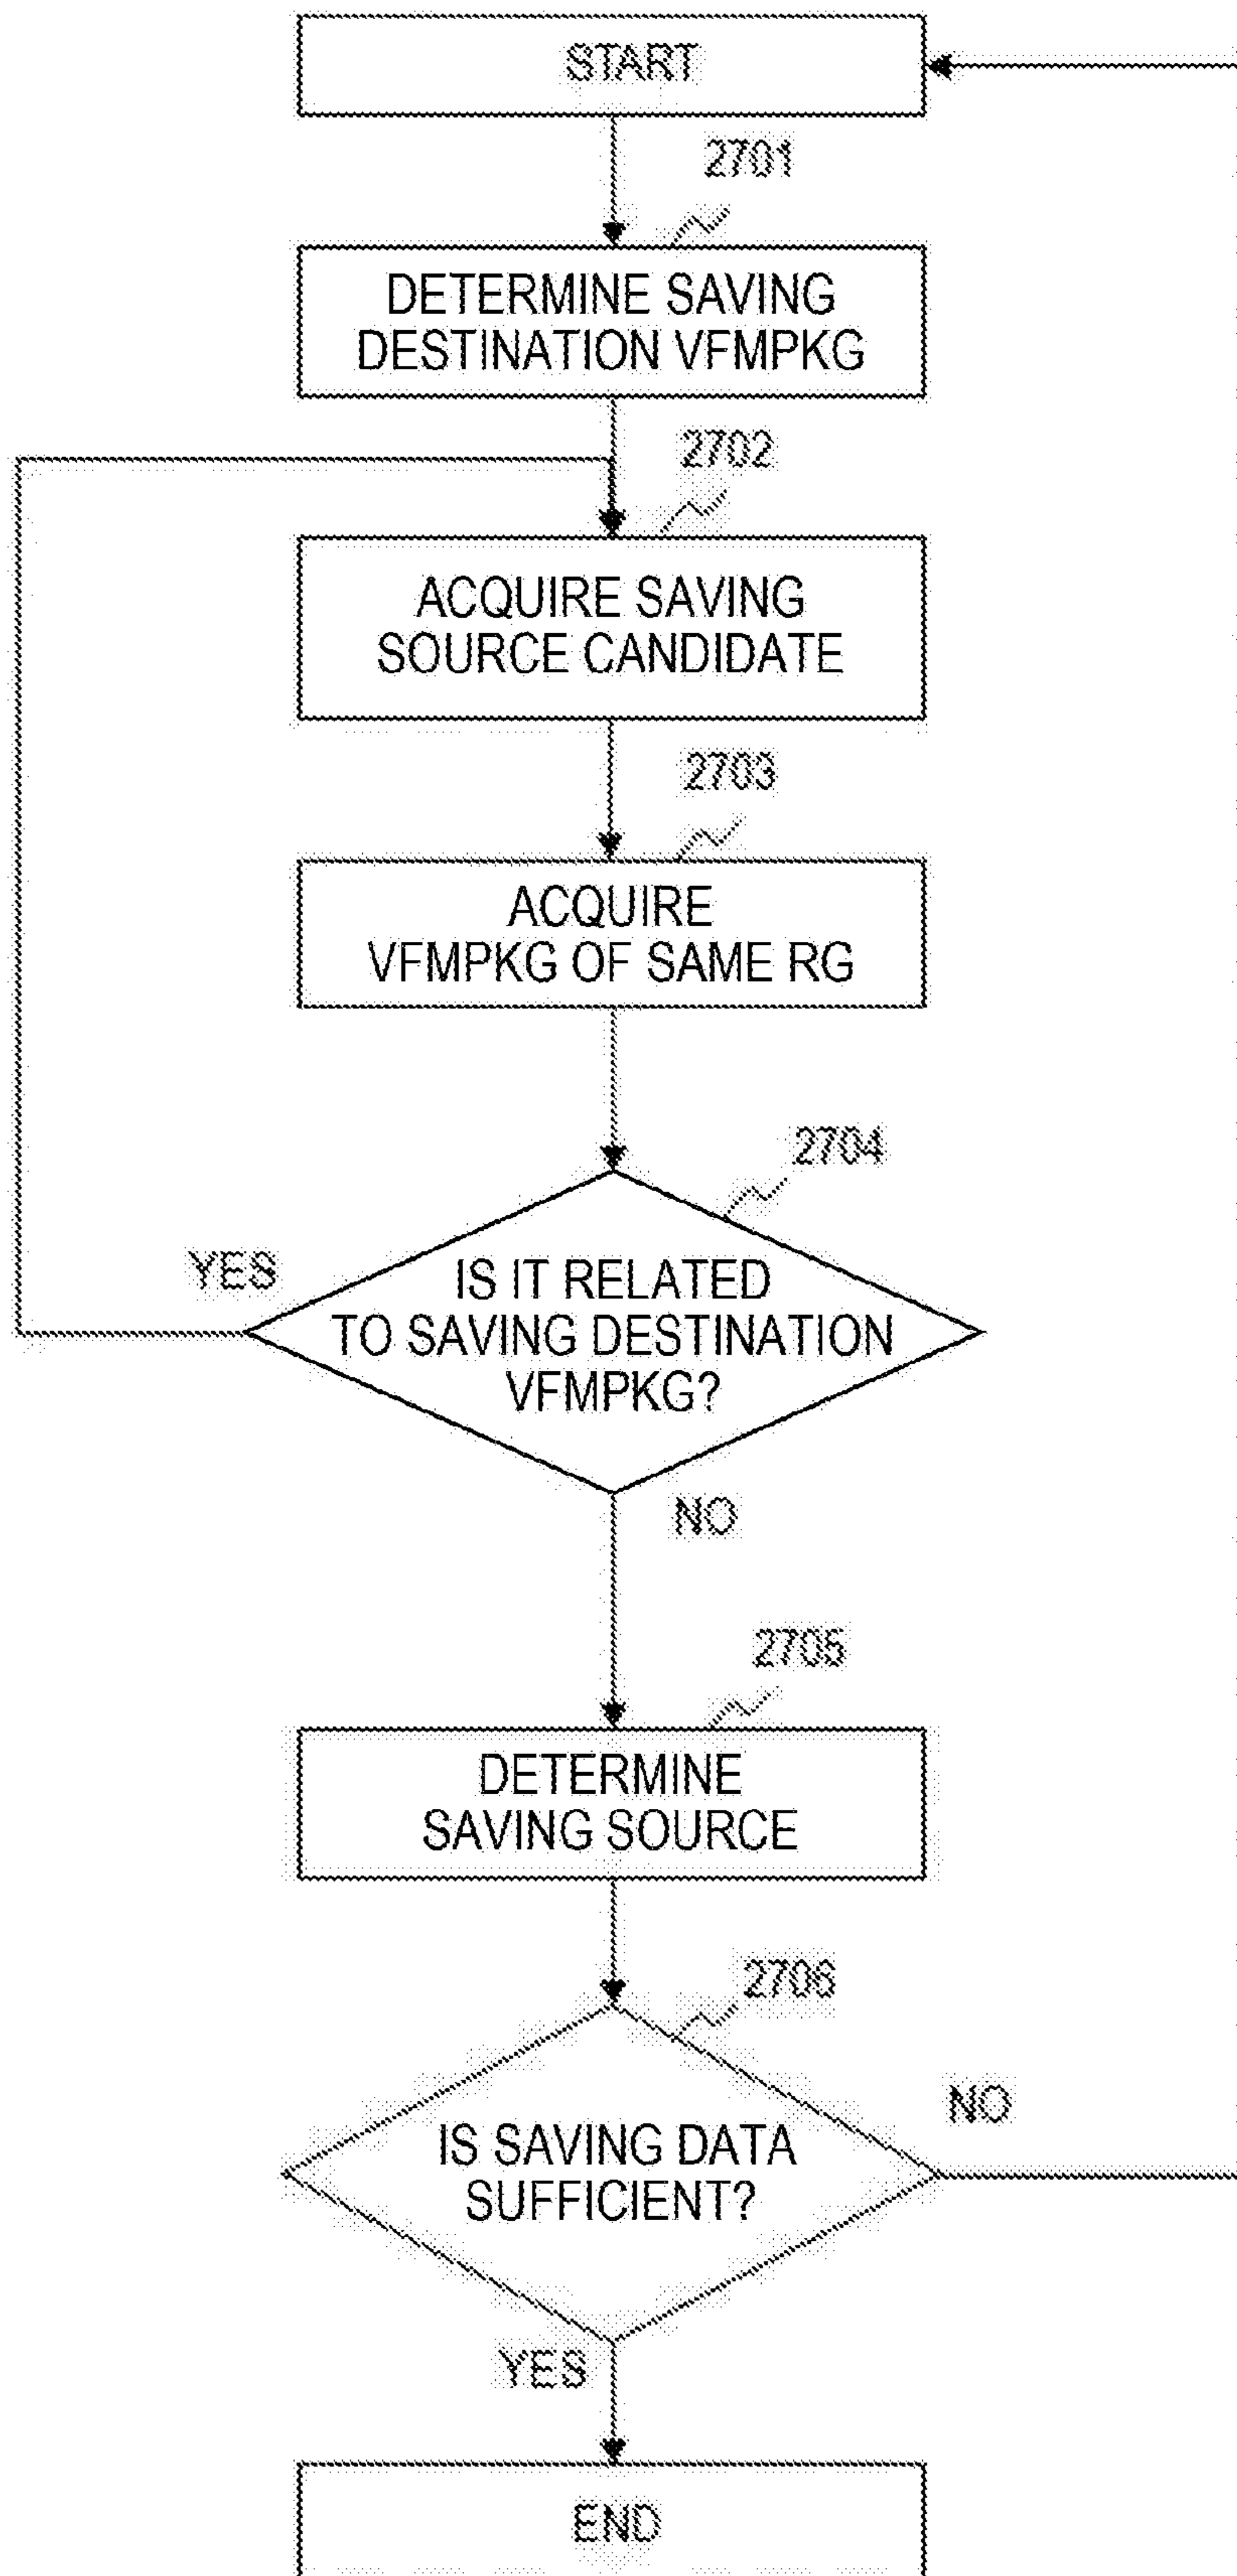 START
2701
DETERMINE SAVING
DESTINATION VFMPKG
2702
ACQUIRE SAVING
SOURCE CANDIDATE
2703
ACQUIRE
VFMPKG OF SAME RG
2704
YES
IS IT RELATED
TO SAVING DESTINATION
VFMPKG?
NO
2705
DETERMINE
SAVING SOURCE
2706
NO
IS SAVING DATA
SUFFICIENT?
YES
END